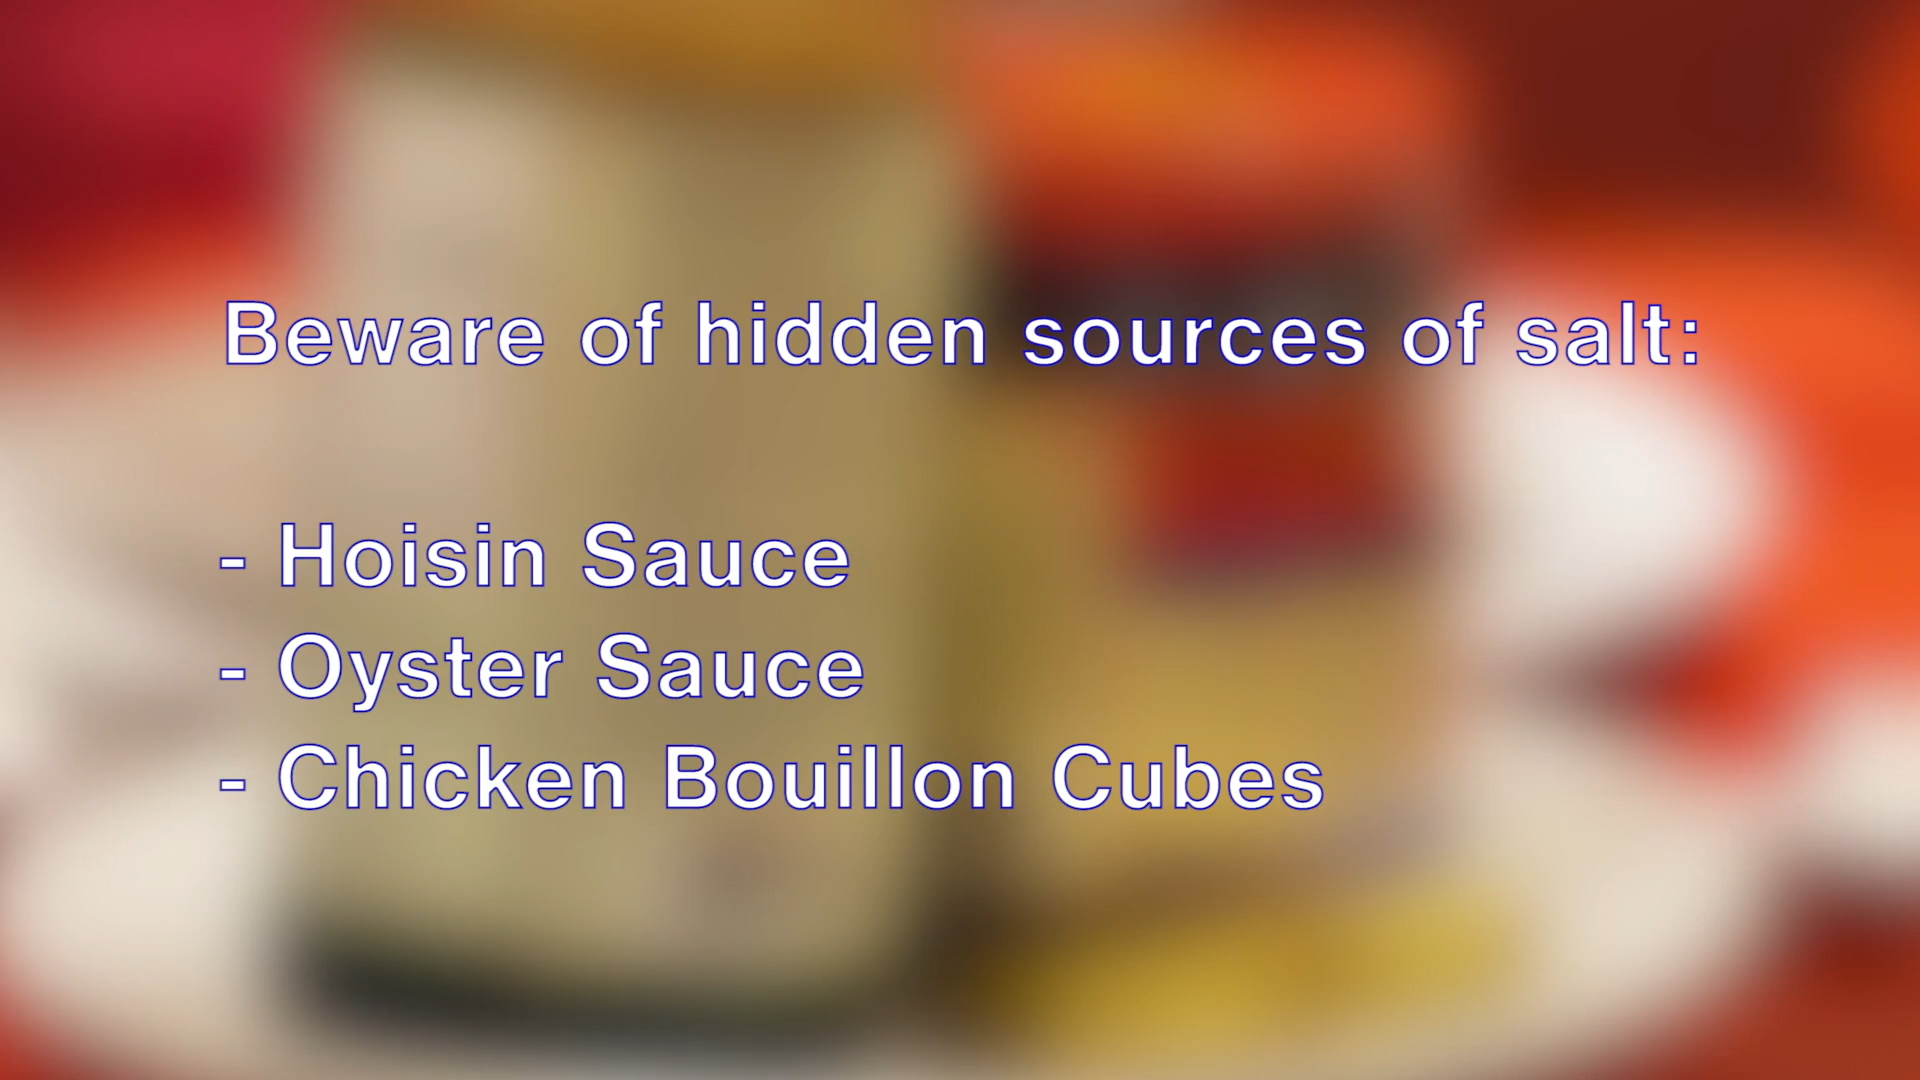 Beware of hidden sources of salt:
- Hoisin Sauce
- Oyster Sauce
- Chicken Bouillon Cubes